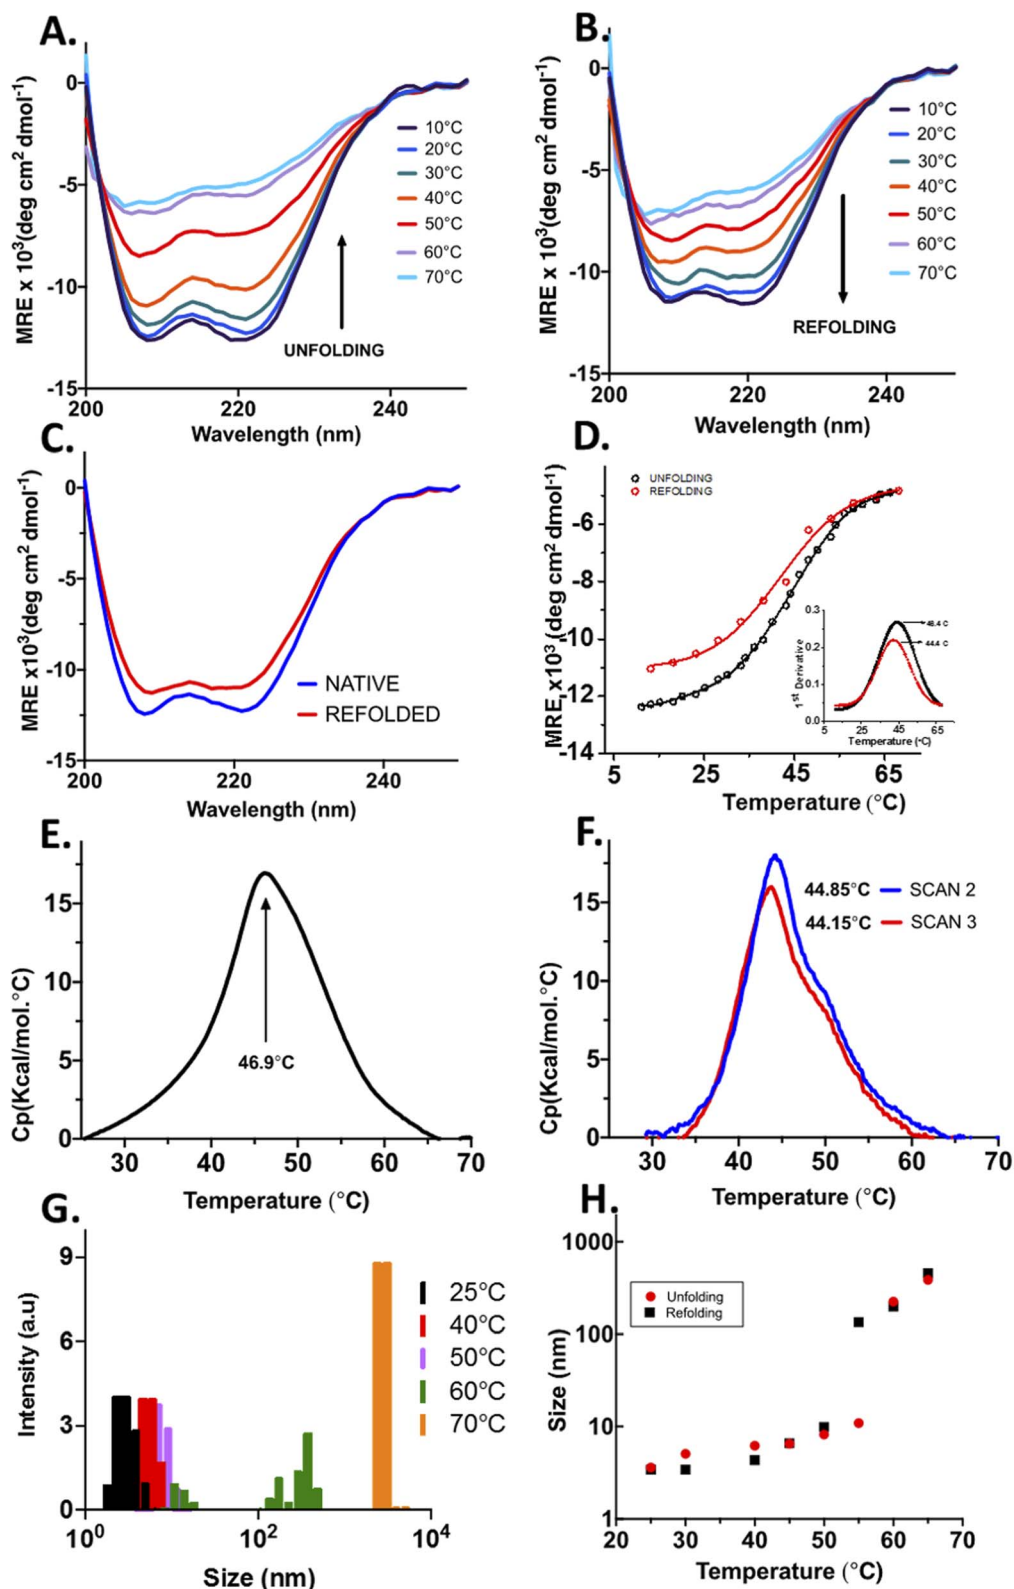 A.
MRE x 10³(deg cm² dmol⁻¹)
0
-5
-10
-15
200
220
240
Wavelength (nm)
10°C
20°C
30°C
40°C
50°C
60°C
70°C
UNFOLDING
B.
MRE x 10³(deg cm² dmol⁻¹)
0
-5
-10
-15
200
220
240
Wavelength (nm)
10°C
20°C
30°C
40°C
50°C
60°C
70°C
REFOLDING
C.
MRE x10³(deg cm² dmol⁻¹)
0
-5
-10
-15
200
220
240
Wavelength (nm)
NATIVE
REFOLDED
D.
MRE x10³ (deg cm² dmol⁻¹)
-6
-8
-10
-12
-14
5
25
45
65
Temperature (°C)
UNFOLDING
REFOLDING
1st Derivative
0.3
0.2
0.1
0.0
5
25
45
65
Temperature (°C)
44.4 C
E.
Cp(Kcal/mol.°C)
15
10
5
0
30
40
50
60
70
Temperature (°C)
46.9°C
F.
Cp(Kcal/mol.°C)
15
10
5
0
30
40
50
60
70
Temperature (°C)
44.85°C SCAN 2
44.15°C SCAN 3
G.
Intensity (a.u)
9
6
3
0
10⁰
10²
10⁴
Size (nm)
25°C
40°C
50°C
60°C
70°C
H.
Size (nm)
1000
100
10
1
20
30
40
50
60
70
Temperature (°C)
Unfolding
Refolding